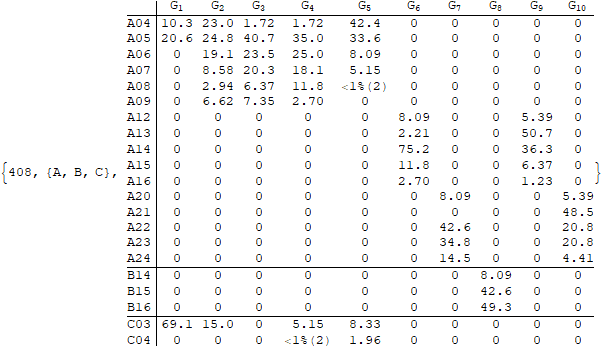 G1 G2 G3 G4 G5 G6 G7 G8 G9 G10
A04 10.3 23.0 1.72 1.72 42.4 0 0 0 0 0
A05 20.6 24.8 40.7 35.0 33.6 0 0 0 0 0
A06 0 19.1 23.5 25.0 8.09 0 0 0 0 0
A07 0 8.58 20.3 18.1 5.15 0 0 0 0 0
A08 0 2.94 6.37 11.8 <1%(2) 0 0 0 0 0
A09 0 6.62 7.35 2.70 0 0 0 0 0 0
A12 0 0 0 0 0 8.09 0 0 5.39 0
A13 0 0 0 0 0 2.21 0 0 50.7 0
A14 0 0 0 0 0 75.2 0 0 36.3 0
A15 0 0 0 0 0 11.8 0 0 6.37 0
{408, {A, B, C}, A16 0 0 0 0 0 2.70 0 0 1.23 0 }
A20 0 0 0 0 0 0 8.09 0 0 5.39
A21 0 0 0 0 0 0 0 0 0 48.5
A22 0 0 0 0 0 0 42.6 0 0 20.8
A23 0 0 0 0 0 0 34.8 0 0 20.8
A24 0 0 0 0 0 0 14.5 0 0 4.41
B14 0 0 0 0 0 0 0 8.09 0 0
B15 0 0 0 0 0 0 0 42.6 0 0
B16 0 0 0 0 0 0 0 49.3 0 0
C03 69.1 15.0 0 5.15 8.33 0 0 0 0 0
C04 0 0 0 <1%(2) 1.96 0 0 0 0 0